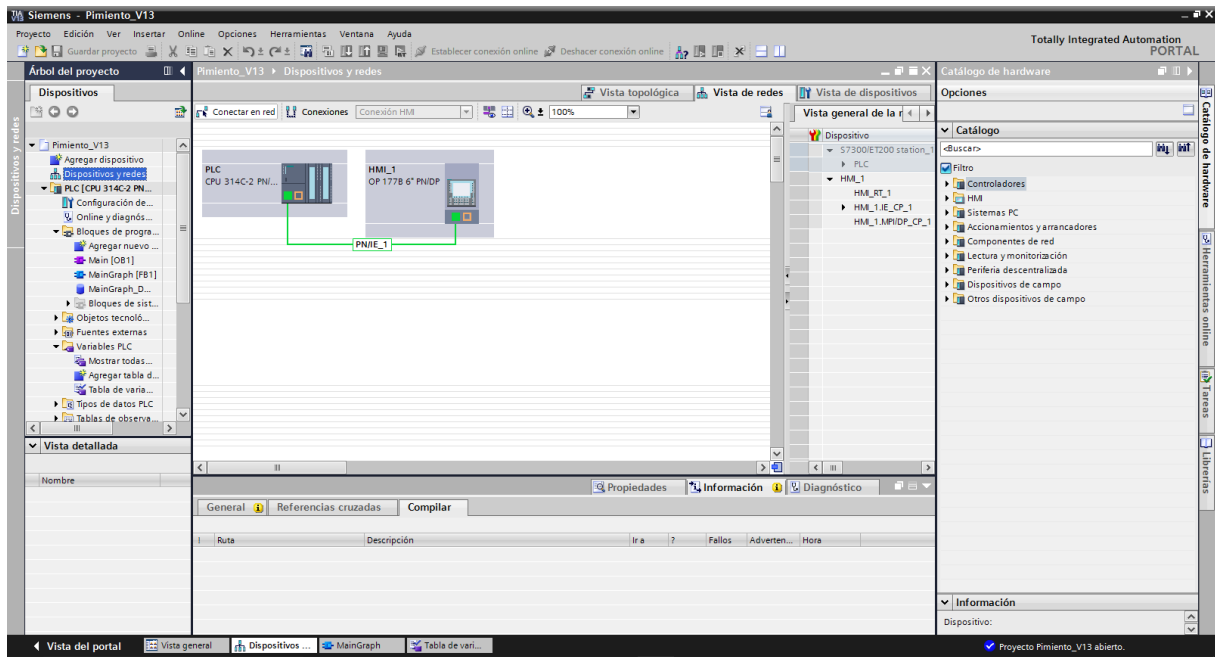 Siemens - Pimiento_V13
Proyecto Edición Ver Insertar Online Opciones Herramientas Ventana Ayuda
Guardar proyecto Establecer conexión online Deshacer conexión online
Totally Integrated Automation
PORTAL
Árbol del proyecto
Dispositivos
Pimiento_V13
Agregar dispositivo
Dispositivos y redes
PLC [CPU 314C-2 PN...
Configuración de...
Online y diagnós...
Bloques de progra...
Agregar nuevo ...
Main [OB1]
MainGraph [FB1]
MainGraph_D...
Bloques de sist...
Objetos tecnoló...
Fuentes externas
Variables PLC
Mostrar todas...
Agregar tabla d...
Tabla de varia...
Tipos de datos PLC
Tablas de observa...
Vista detallada
Nombre
Dispositivos y redes
Pimiento_V13 Dispositivos y redes
Vista topológica Vista de redes Vista de dispositivos
Conectar en red Conexiones Conexión HMI 100%
PLC
CPU 314C-2 PN/...
HMI_1
OP 177B 6" PN/DP
PN/IE_1
Vista general de la r
Dispositivo
S7300/ET200 station_1
PLC
HMI_1
HMI_RT_1
HMI_1.IE_CP_1
HMI_1.MPI/DP_CP_1
Propiedades Información Diagnóstico
General Referencias cruzadas Compilar
! Ruta Descripción Ir a ? Fallos Adverten... Hora
Catálogo de hardware
Opciones
Catálogo
<Buscar>
Filtro
Controladores
HMI
Sistemas PC
Accionamientos y arrancadores
Componentes de red
Lectura y monitorización
Periferia descentralizada
Dispositivos de campo
Otros dispositivos de campo
Información
Dispositivo:
Catálogo de hardware
Herramientas online
Tareas
Librerías
Vista del portal Vista general Dispositivos ... MainGraph Tabla de vari...
Proyecto Pimiento_V13 abierto.